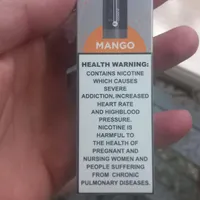 MANGO
HEALTH WARNING:
CONTAINS NICOTINE
WHICH CAUSES
SEVERE
ADDICTION, INCREASED
HEART RATE
AND HIGHBLOOD
PRESSURE.
NICOTINE IS
HARMFUL TO
THE HEALTH OF
PREGNANT AND
NURSING WOMEN AND
PEOPLE SUFFERING
FROM CHRONIC
PULMONARY DISEASES.